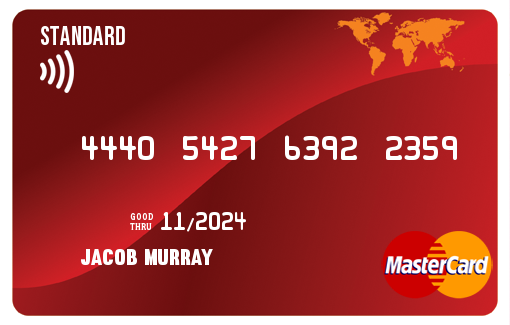 STANDARD
4440 5427 6392 2359
GOOD
THRU 11/2024
JACOB MURRAY
MasterCard